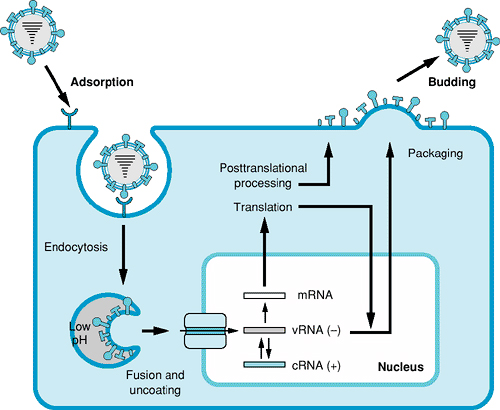 Adsorption
Budding
Packaging
Posttranslational
processing
Translation
Endocytosis
mRNA
Low
pH
vRNA (–)
cRNA (+)
Nucleus
Fusion and
uncoating